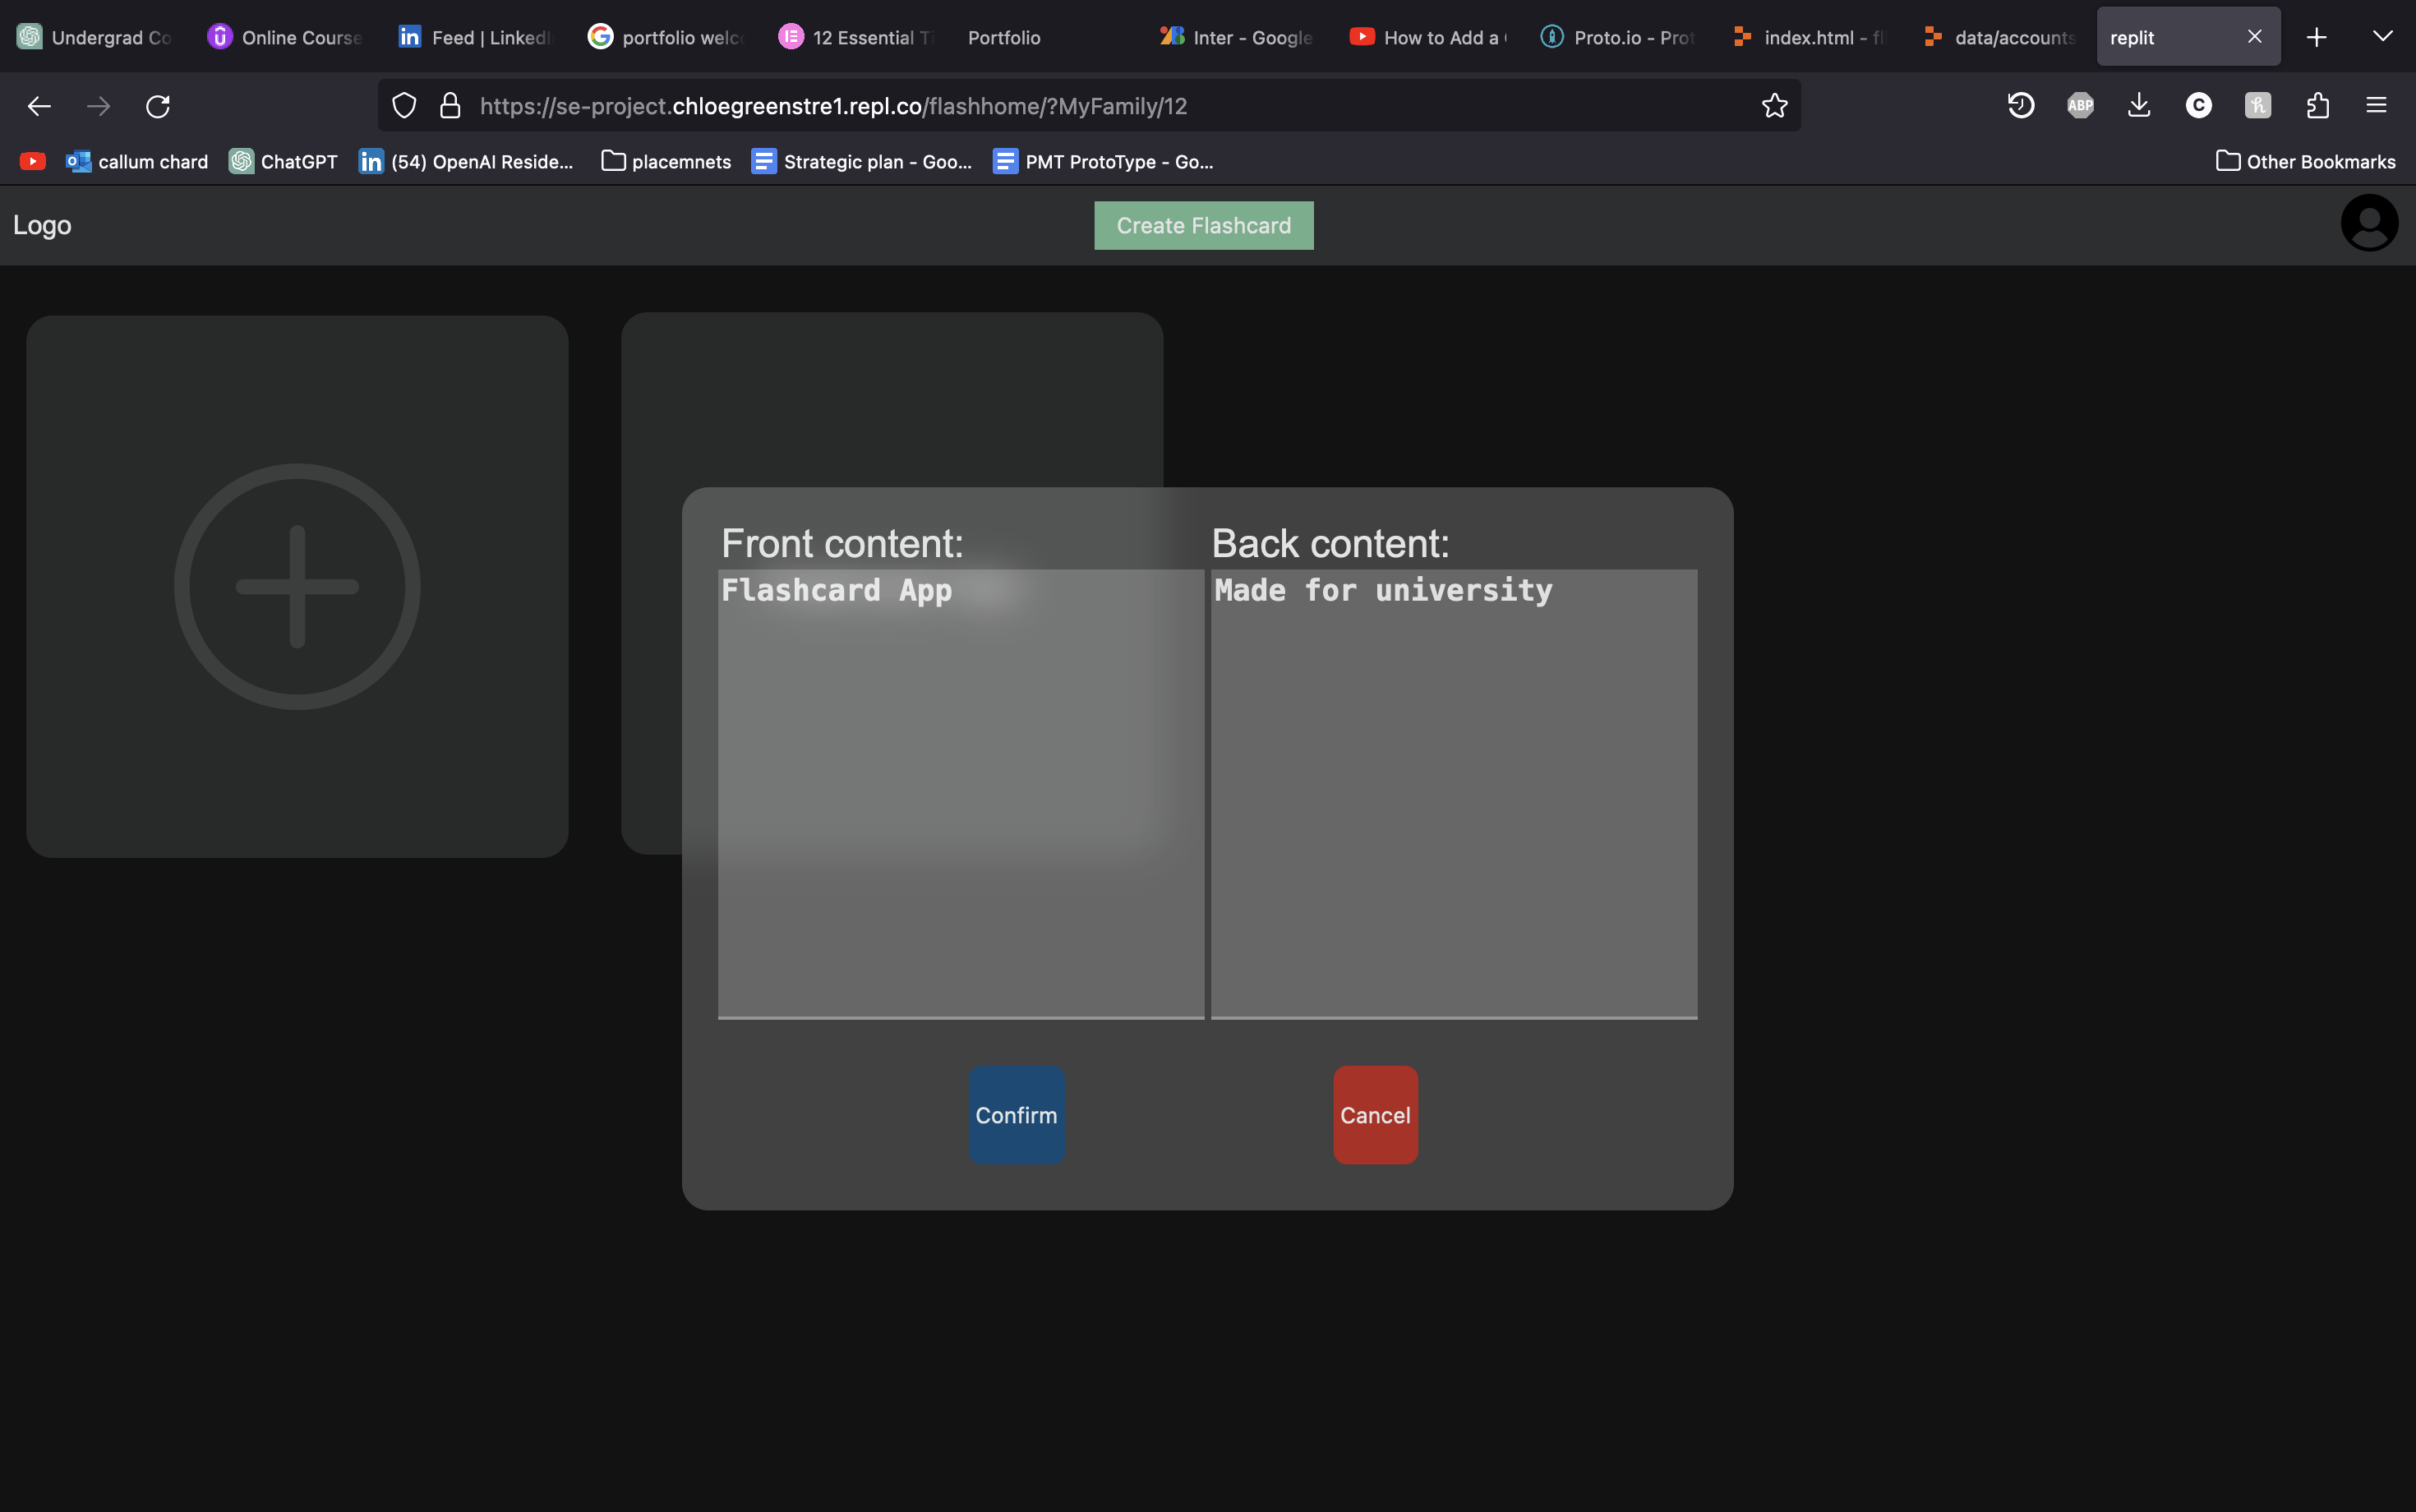 Undergrad Co
Online Course
Feed | LinkedI
portfolio welc
12 Essential T
Portfolio
Inter - Google
How to Add a
Proto.io - Prot
index.html - f
data/accounts
replit
https://se-project.chloegreenstre1.repl.co/flashhome/?MyFamily/12
ABP
C
callum chard
ChatGPT
(54) OpenAI Reside...
placemnets
Strategic plan - Goo...
PMT ProtoType - Go...
Other Bookmarks
Logo
Create Flashcard
Front content:
Back content:
Flashcard App
Made for university
Confirm
Cancel